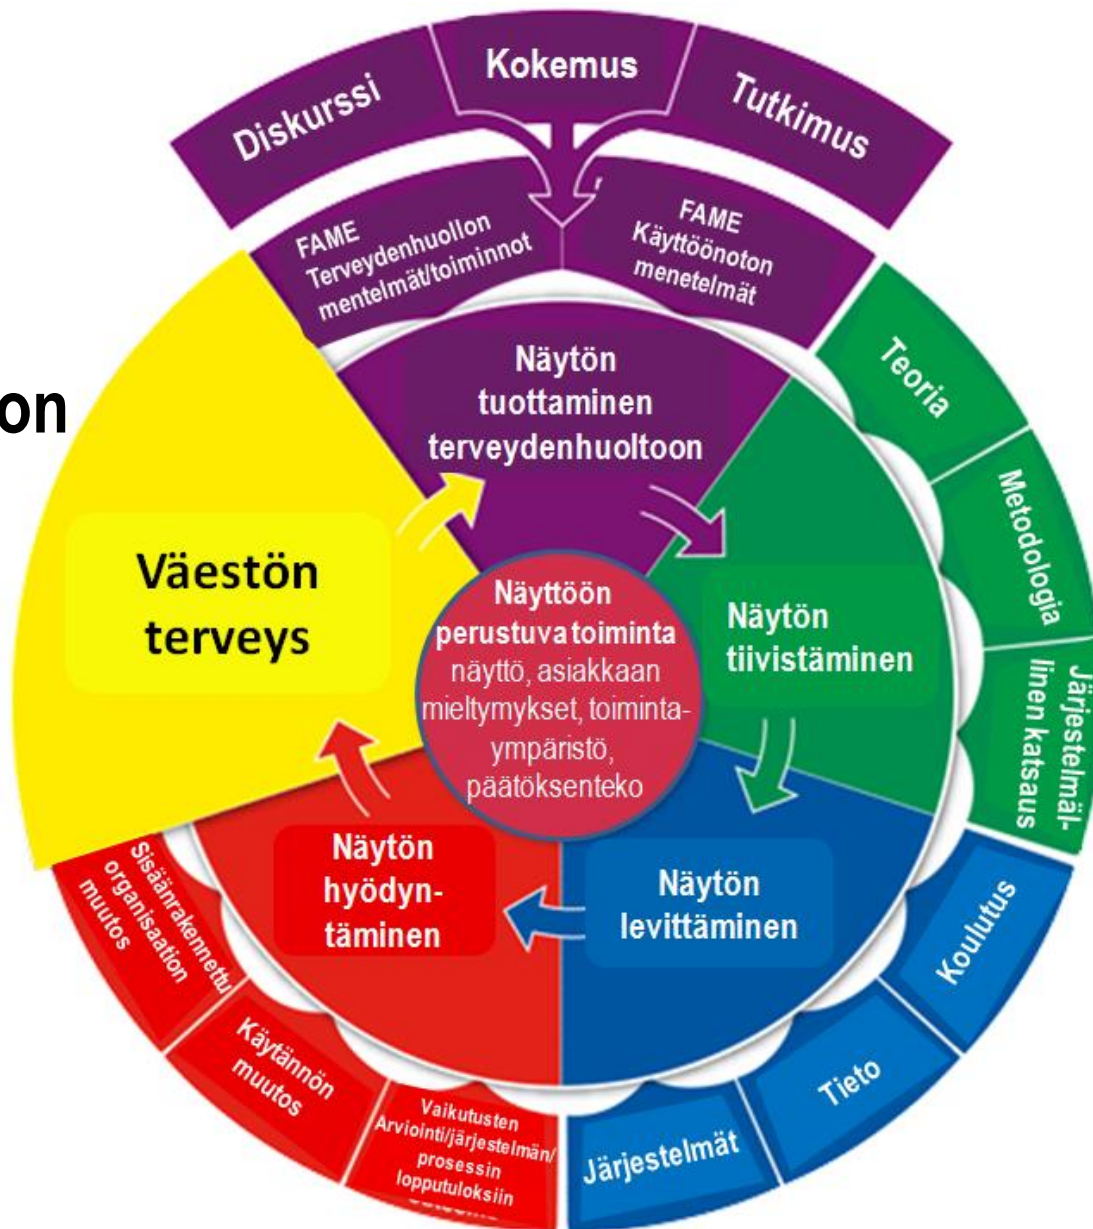 Diskurssi
Kokemus
Tutkimus
FAME
Terveydenhuollon
mentelmät/toiminnot
FAME
Käyttöönoton
menetelmät
Näytön
tuottaminen
terveydenhuoltoon
on
Väestön
terveys
Näyttöön
perustuva toiminta
näyttö, asiakkaan
mieltymykset, toiminta-
ympäristö,
päätöksenteko
Teoria
Metodologia
Järjestelmäl-
linen katsaus
Näytön
tiivistäminen
Näytön
levittäminen
Koulutus
Tieto
Järjestelmät
Näytön
hyödyn-
täminen
Sisäänrakennettu
organisaation
muutos
Käytännön
muutos
Vaikutusten
Arviointi/järjestelmän/
prosessin
lopputuloksiin